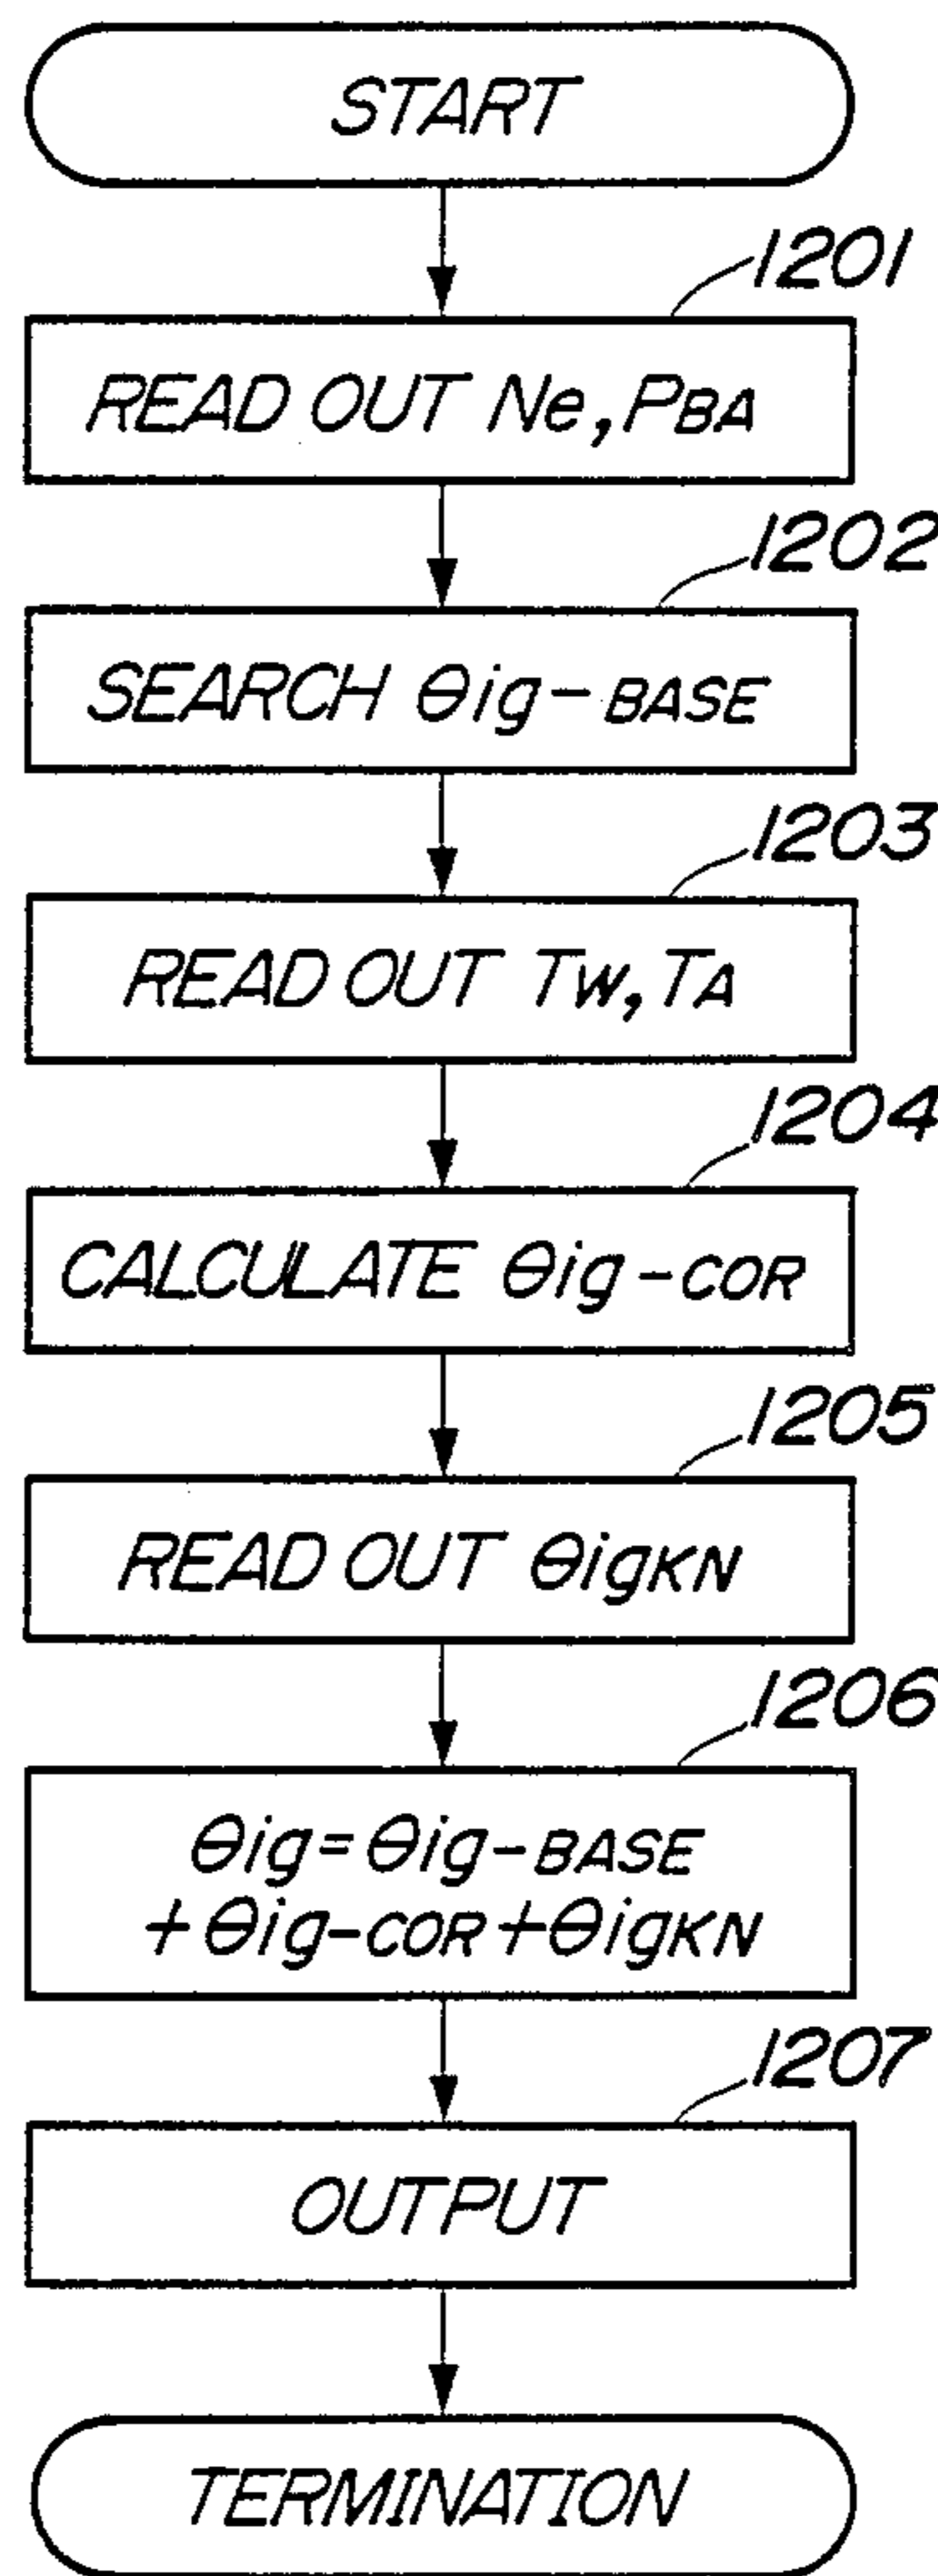 START
1201
READ OUT Ne, PBA
1202
SEARCH θig-BASE
1203
READ OUT TW, TA
1204
CALCULATE θig-COR
1205
READ OUT θigKN
1206
θig=θig-BASE
+θig-COR+θigKN
1207
OUTPUT
TERMINATION